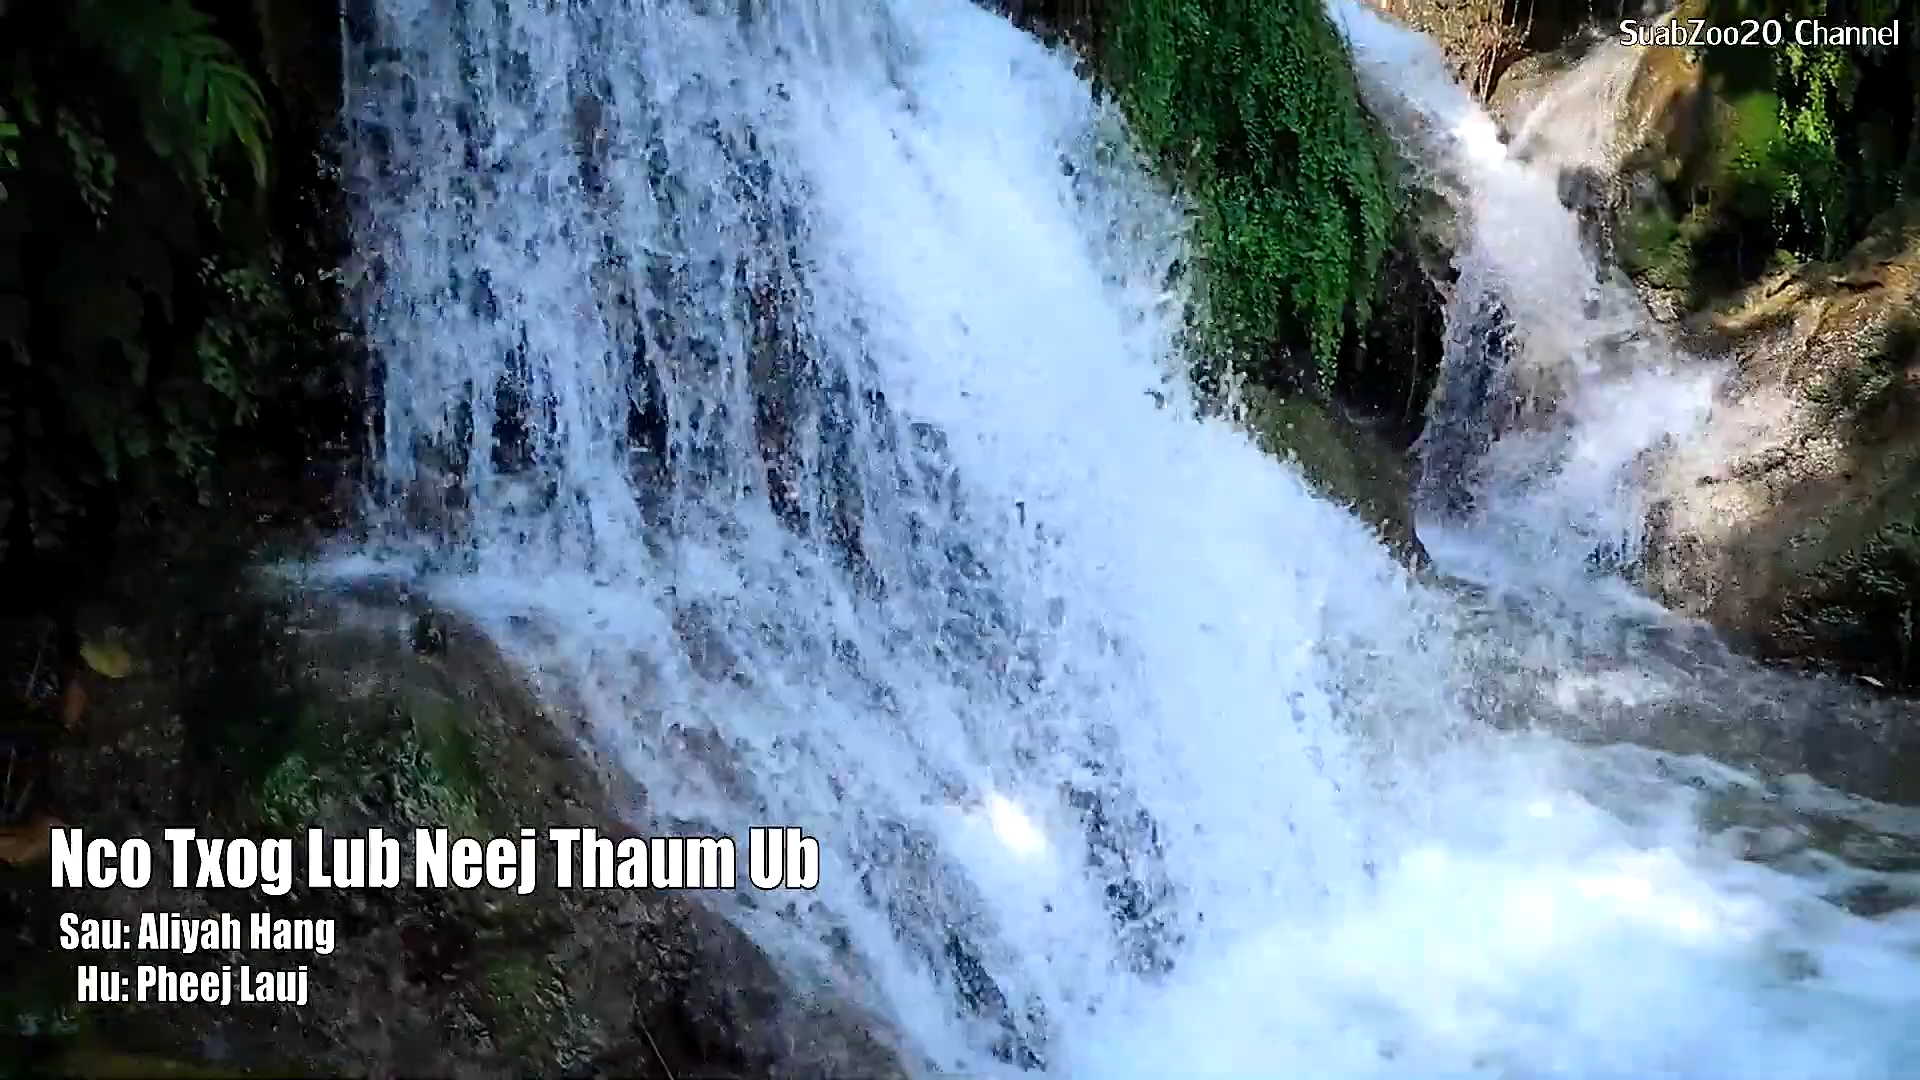 SuabZoo20 Channel
Nco Txog Lub Neej Thaum Ub
Sau: Aliyah Hang
Hu: Pheej Lauj